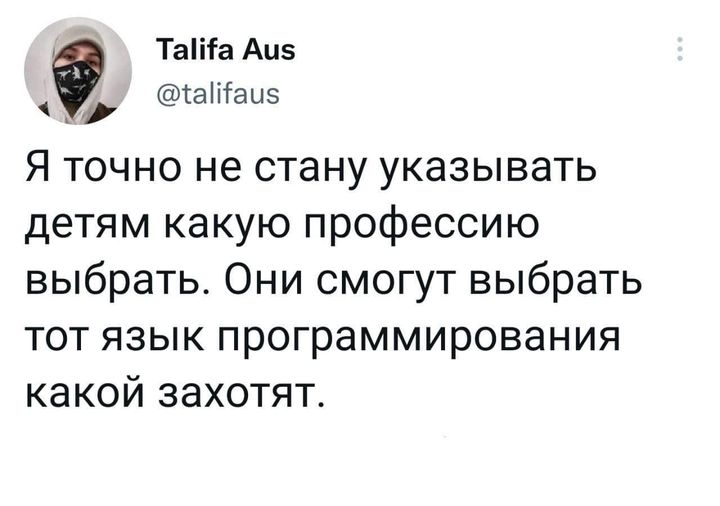 Talifa Aus
@talifaus
Я точно не стану указывать
детям какую профессию
выбрать. Они смогут выбрать
тот язык программирования
какой захотят.